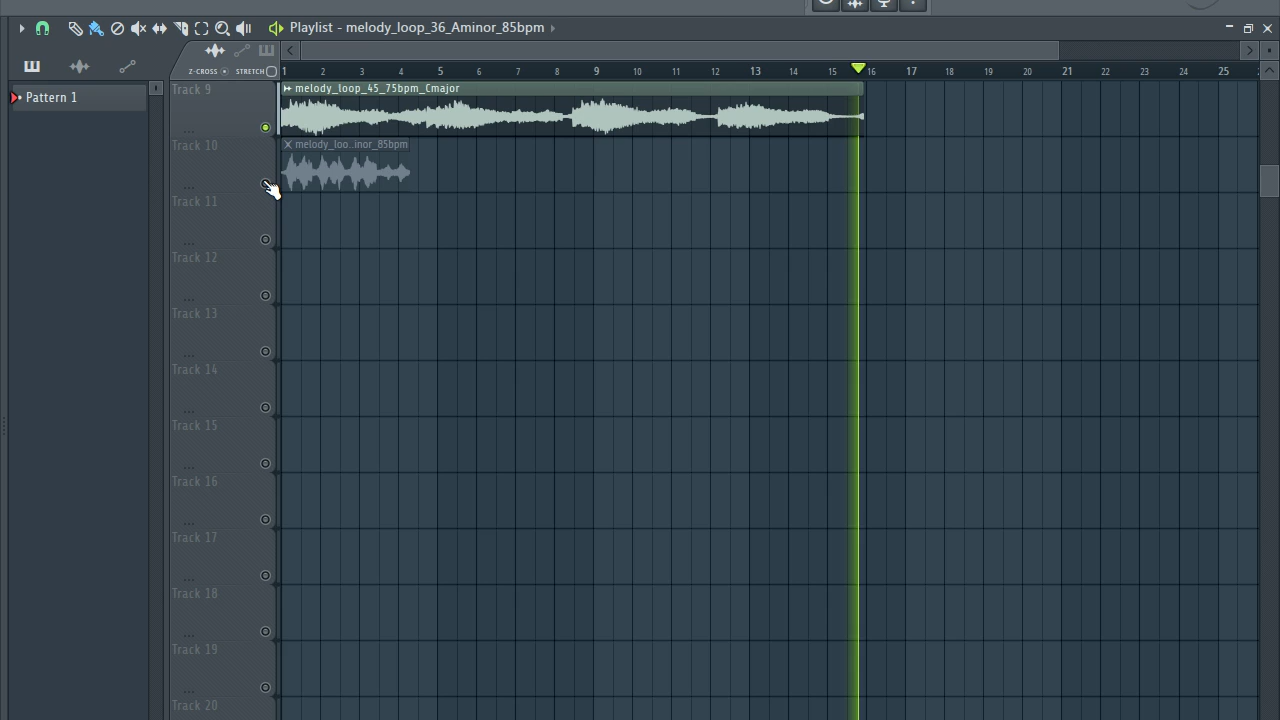 Playlist - melody_loop_36_Aminor_85bpm
Z-CROSS STRETCH
1 2 3 4 5 6 7 8 9 10 11 12 13 14 15 16 17 18 19 20 21 22 23 24 25
Pattern 1
Track 9
melody_loop_45_75bpm_Cmajor
...
Track 10
melody_loo..inor_85bpm
...
Track 11
...
Track 12
...
Track 13
...
Track 14
...
Track 15
...
Track 16
...
Track 17
...
Track 18
...
Track 19
...
Track 20